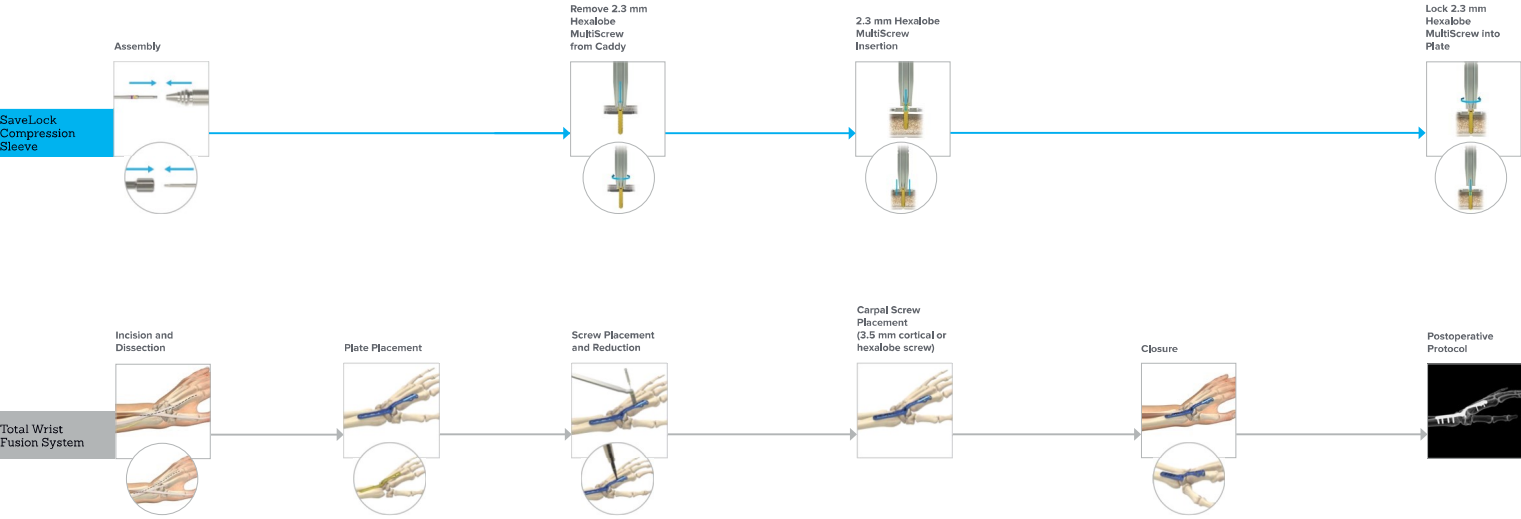 Assembly
Remove 2.3 mm
Hexalobe
MultiScrew
from Caddy
2.3 mm Hexalobe
MultiScrew
Insertion
Lock 2.3 mm
Hexalobe
MultiScrew into
Plate
SaveLock
Compression
Sleeve
Incision and
Dissection
Plate Placement
Screw Placement
and Reduction
Carpal Screw
Placement
(3.5 mm cortical or
hexalobe screw)
Closure
Postoperative
Protocol
Total Wrist
Fusion System